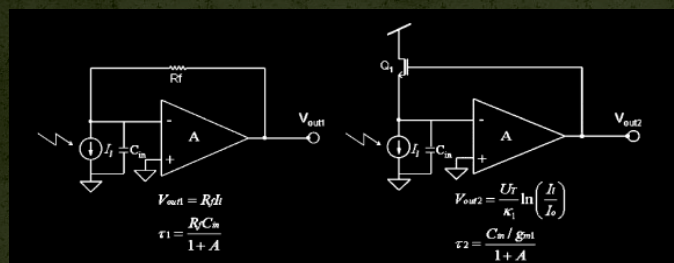 Rf
Vout1
A
-
+
Il
Cin
Vout1 = RfIl
τ1 = RfCin / 1 + A
Q1
Vout2
A
-
+
Il
Cin
Vout2 = UT / κ1 ln(Il / Io)
τ2 = Cin / gm1 / 1 + A